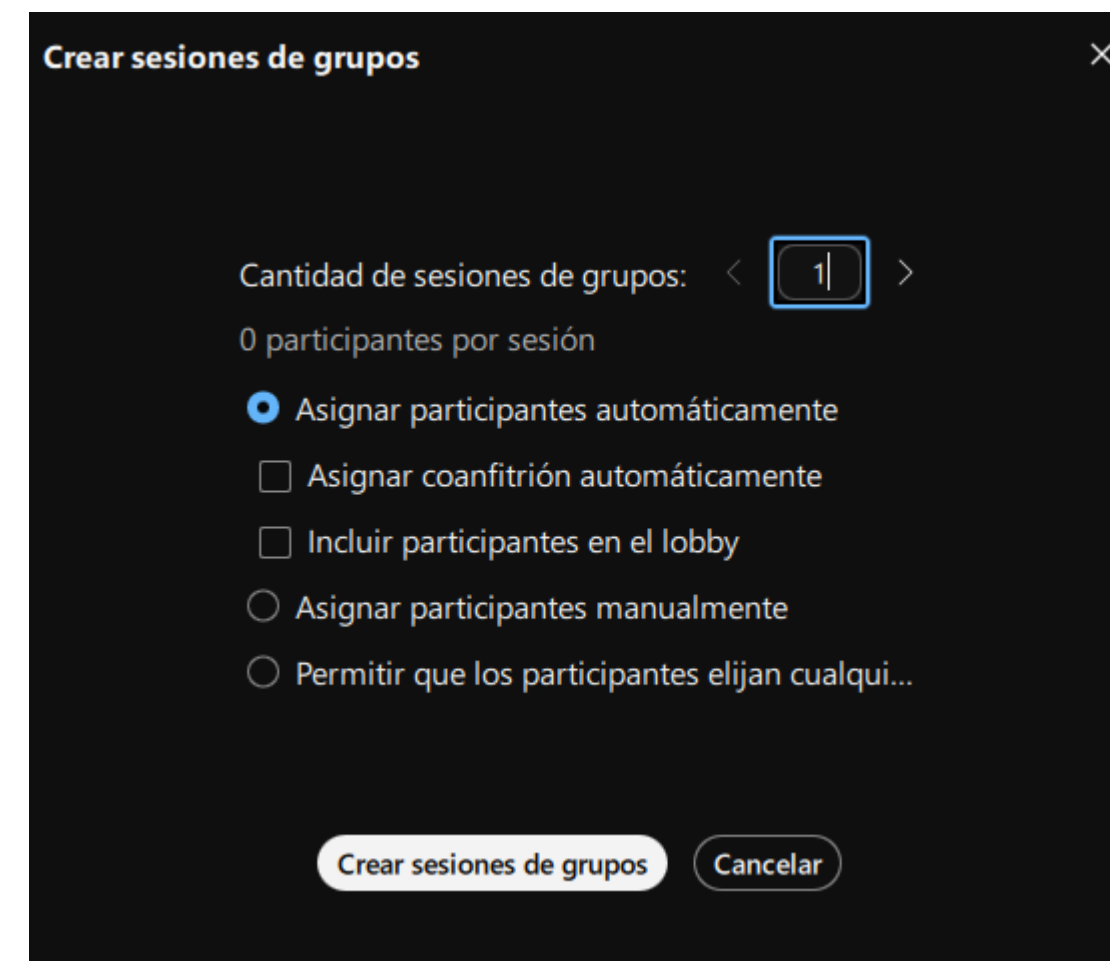 Crear sesiones de grupos
Cantidad de sesiones de grupos: 1
0 participantes por sesión
Asignar participantes automáticamente
Asignar coanfitrión automáticamente
Incluir participantes en el lobby
Asignar participantes manualmente
Permitir que los participantes elijan cualqui...
Crear sesiones de grupos Cancelar